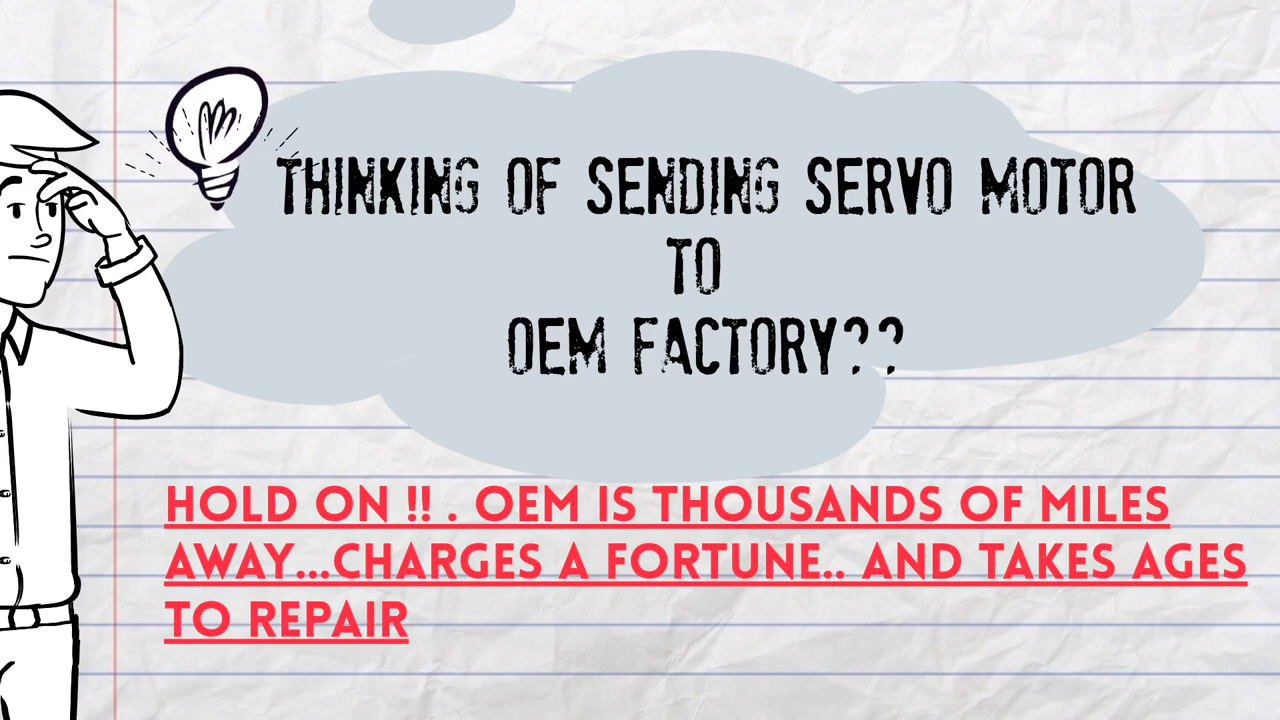 THINKING OF SENDING SERVO MOTOR
TO
OEM FACTORY??
HOLD ON !! . OEM IS THOUSANDS OF MILES
AWAY...CHARGES A FORTUNE.. AND TAKES AGES
TO REPAIR